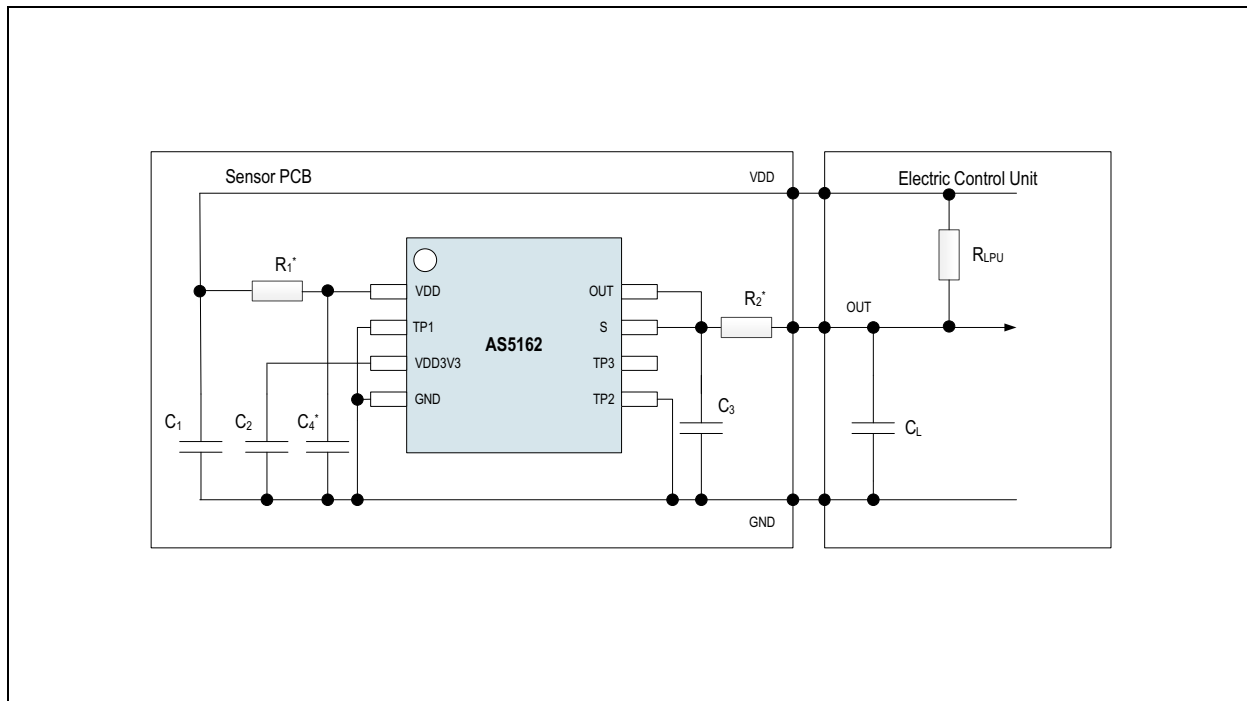 Sensor PCB
VDD
Electric Control Unit
R1*
VDD
OUT
R2*
OUT
RLPU
TP1
S
AS5162
VDD3V3
TP3
GND
TP2
C1
C2
C4*
C3
CL
GND